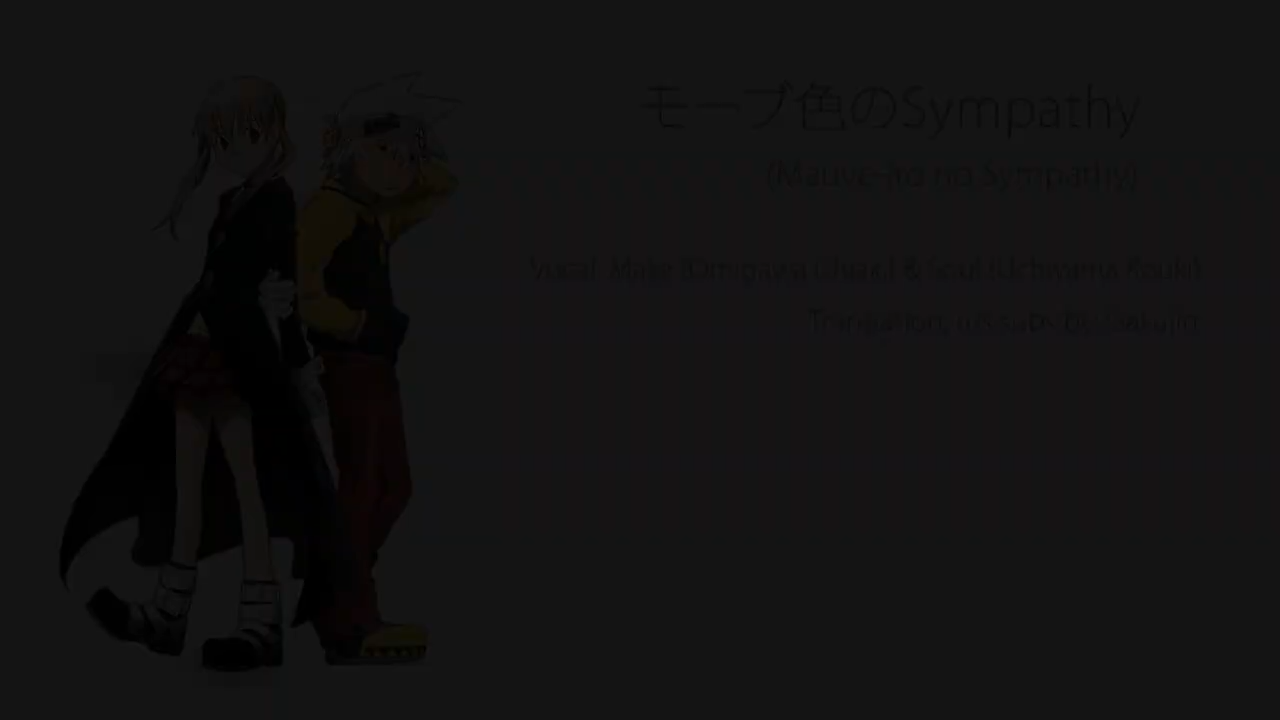 モーブ色のSympathy
(Mauve-iro no Sympathy)
Vocal: Maka (Omigawa Chiaki) & Soul (Uchiyama Kouki)
Translation,